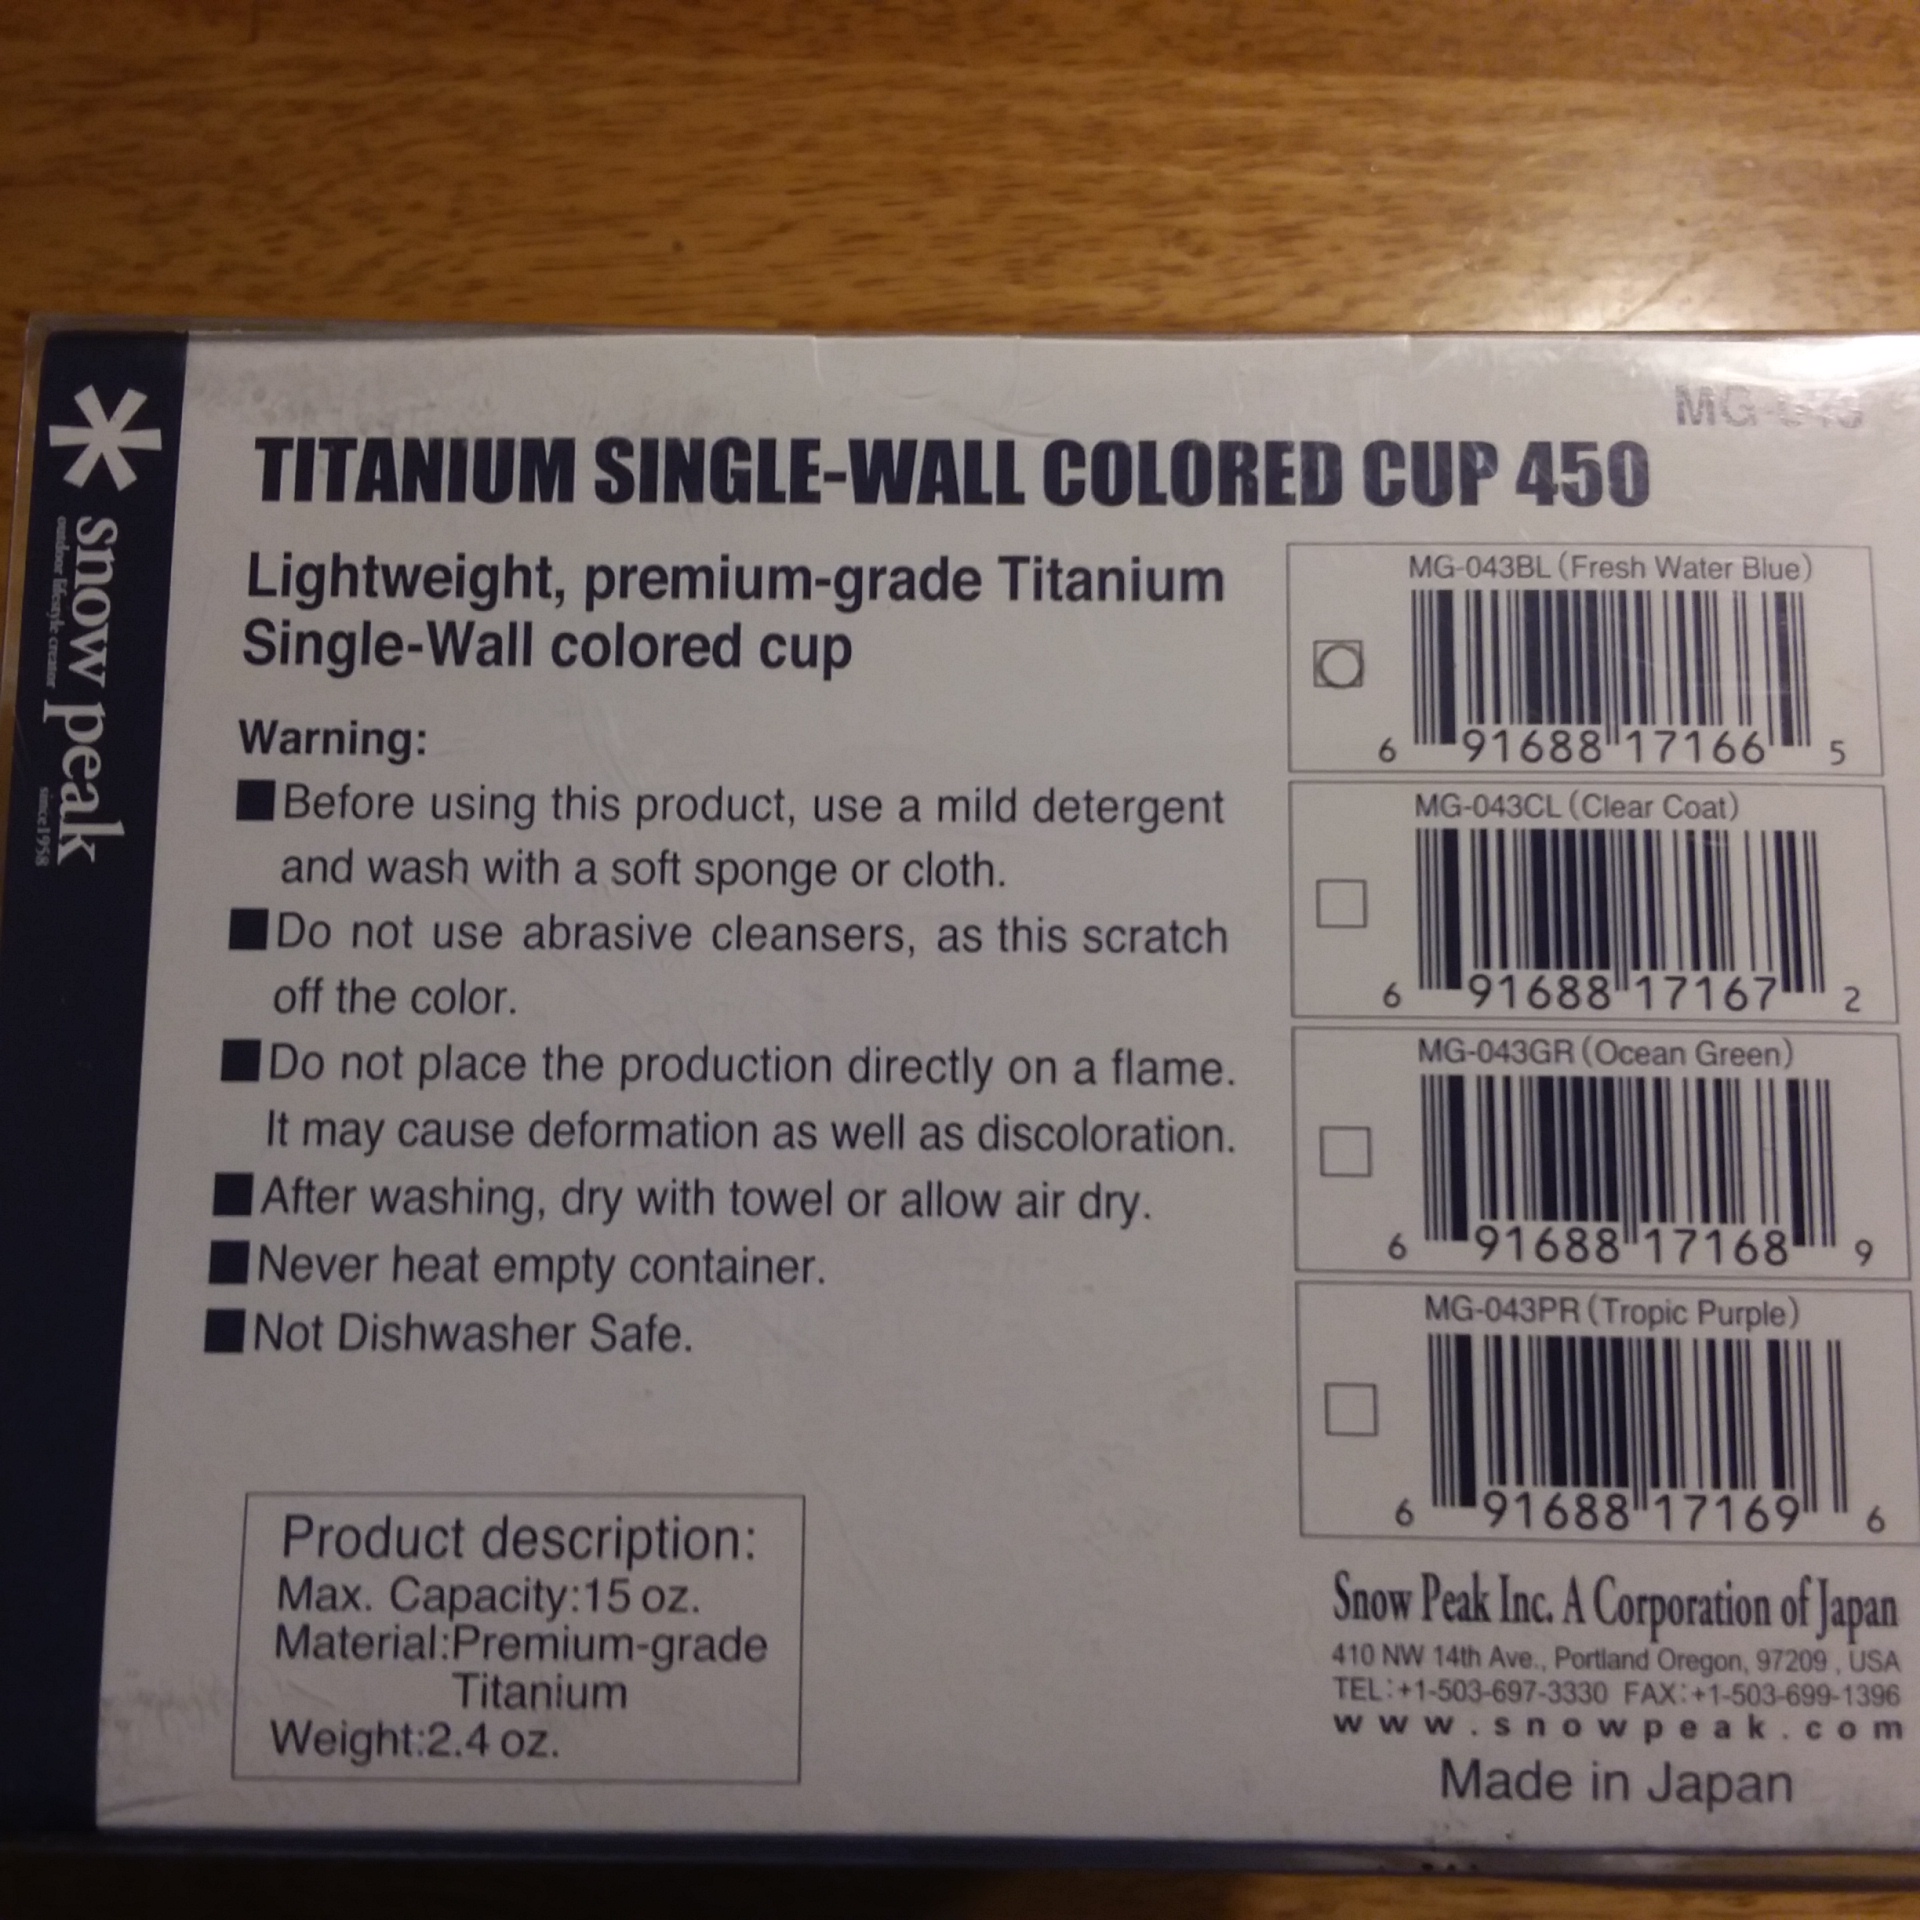 snow peak
outdoor lifestyle creator
since1958
MG-043
TITANIUM SINGLE-WALL COLORED CUP 450
Lightweight, premium-grade Titanium
Single-Wall colored cup
Warning:
■Before using this product, use a mild detergent
and wash with a soft sponge or cloth.
■Do not use abrasive cleansers, as this scratch
off the color.
■Do not place the production directly on a flame.
It may cause deformation as well as discoloration.
■After washing, dry with towel or allow air dry.
■Never heat empty container.
■Not Dishwasher Safe.
Product description:
Max. Capacity:15 oz.
Material:Premium-grade
Titanium
Weight:2.4 oz.
MG-043BL (Fresh Water Blue)
6 91688 17166 5
MG-043CL (Clear Coat)
6 91688 17167 2
MG-043GR (Ocean Green)
6 91688 17168 9
MG-043PR (Tropic Purple)
6 91688 17169 6
Snow Peak Inc. A Corporation of Japan
410 NW 14th Ave., Portland Oregon, 97209 , USA
TEL:+1-503-697-3330 FAX:+1-503-699-1396
www.snowpeak.com
Made in Japan